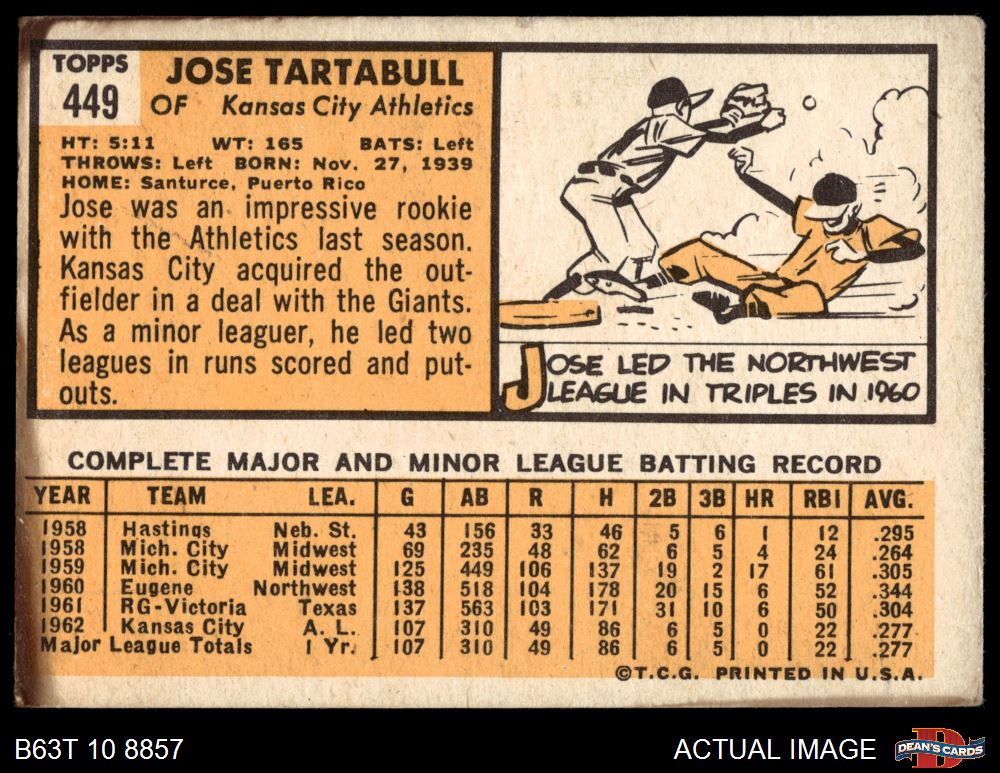 TOPPS
449
JOSE TARTABULL
OF Kansas City Athletics
HT: 5:11 WT: 165 BATS: Left
THROWS: Left BORN: Nov. 27, 1939
HOME: Santurce, Puerto Rico
Jose was an impressive rookie
with the Athletics last season.
Kansas City acquired the out-
fielder in a deal with the Giants.
As a minor leaguer, he led two
leagues in runs scored and put-
outs.
JOSE LED THE NORTHWEST
LEAGUE IN TRIPLES IN 1960
COMPLETE MAJOR AND MINOR LEAGUE BATTING RECORD
YEAR TEAM LEA. G AB R H 2B 3B HR RBI AVG.
1958 Hastings Neb. St. 43 156 33 46 5 6 1 12 .295
1958 Mich. City Midwest 69 235 48 62 6 5 4 24 .264
1959 Mich. City Midwest 125 449 106 137 19 2 17 61 .305
1960 Eugene Northwest 138 518 104 178 20 15 6 52 .344
1961 RG-Victoria Texas 137 563 103 171 31 10 6 50 .304
1962 Kansas City A. L. 107 310 49 86 6 5 0 22 .277
Major League Totals 1 Yr. 107 310 49 86 6 5 0 22 .277
©T.C.G. PRINTED IN U.S.A.
B63T 10 8857 ACTUAL IMAGE DEAN'S CARDS